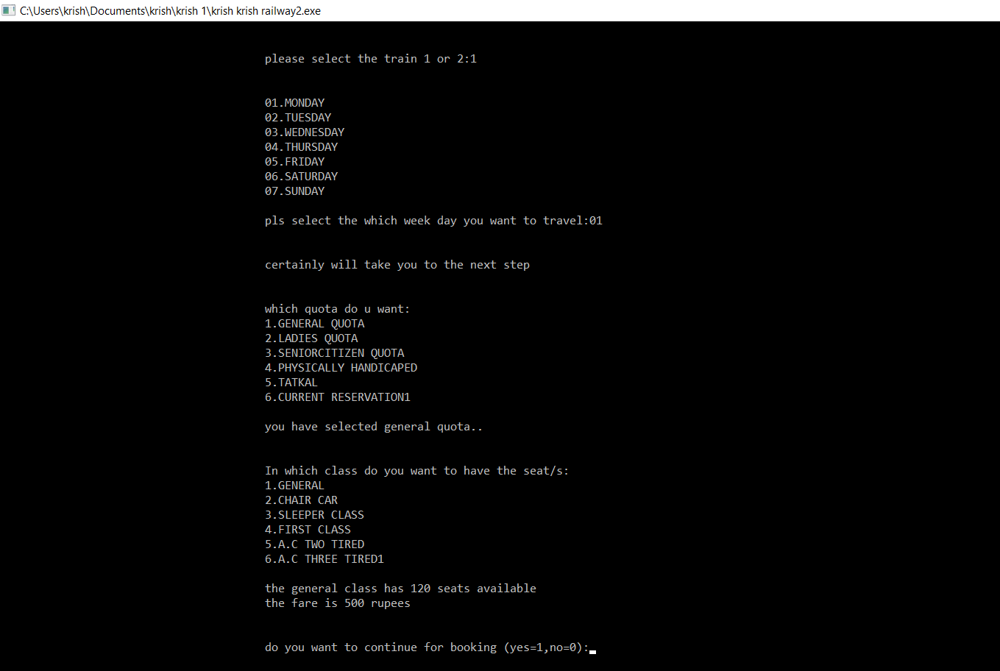 C:\Users\krish\Documents\krish\krish 1\krish krish railway2.exe
please select the train 1 or 2:1
01.MONDAY
02.TUESDAY
03.WEDNESDAY
04.THURSDAY
05.FRIDAY
06.SATURDAY
07.SUNDAY
pls select the which week day you want to travel:01
certainly will take you to the next step
which quota do u want:
1.GENERAL QUOTA
2.LADIES QUOTA
3.SENIORCITIZEN QUOTA
4.PHYSICALLY HANDICAPED
5.TATKAL
6.CURRENT RESERVATION1
you have selected general quota..
In which class do you want to have the seat/s:
1.GENERAL
2.CHAIR CAR
3.SLEEPER CLASS
4.FIRST CLASS
5.A.C TWO TIRED
6.A.C THREE TIRED1
the general class has 120 seats available
the fare is 500 rupees
do you want to continue for booking (yes=1,no=0):